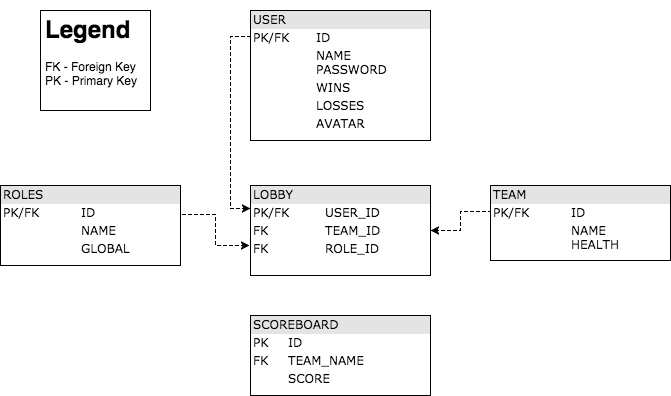 Legend
FK - Foreign Key
PK - Primary Key
USER
PK/FK ID
NAME
PASSWORD
WINS
LOSSES
AVATAR
ROLES
PK/FK ID
NAME
GLOBAL
LOBBY
PK/FK USER_ID
FK TEAM_ID
FK ROLE_ID
TEAM
PK/FK ID
NAME
HEALTH
SCOREBOARD
PK ID
FK TEAM_NAME
SCORE